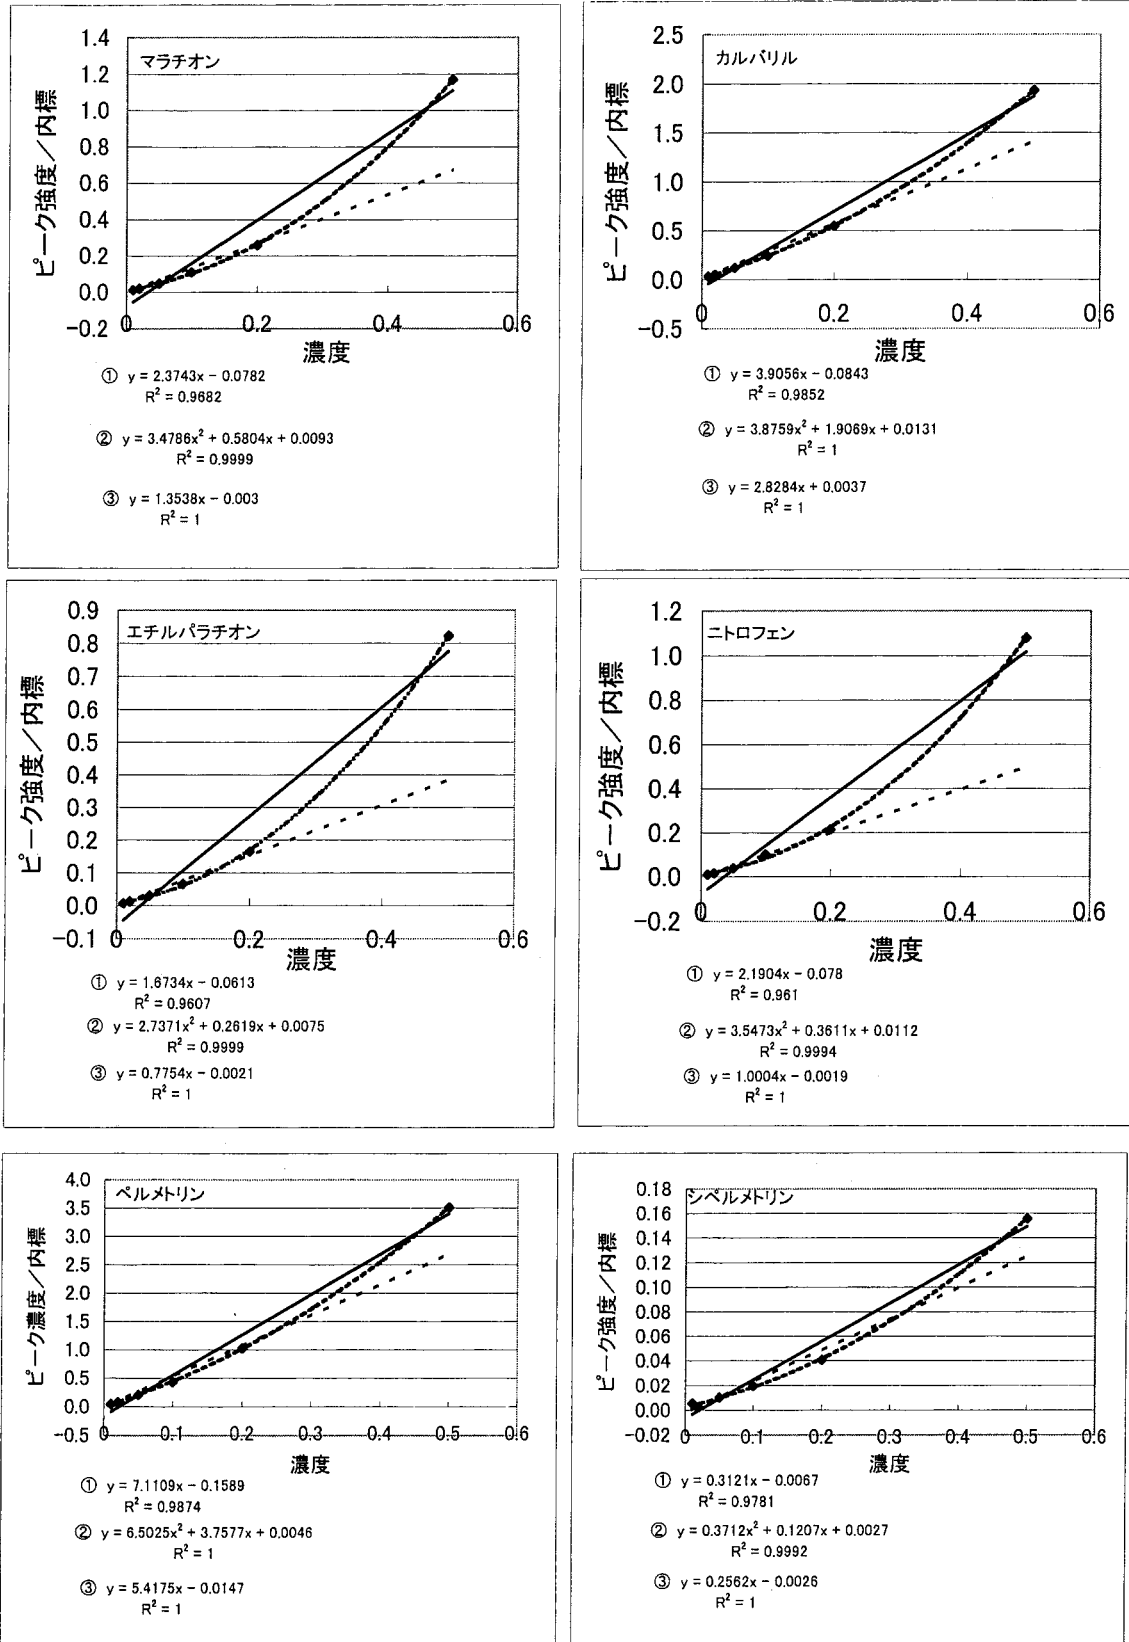 マラチオン
ピーク強度／内標
1.4
1.2
1.0
0.8
0.6
0.4
0.2
0.0
−0.2
0
0.2
0.4
0.6
濃度
① y = 2.3743x − 0.0782
R² = 0.9682
② y = 3.4786x² + 0.5804x + 0.0093
R² = 0.9999
③ y = 1.3538x − 0.003
R² = 1
カルバリル
ピーク強度／内標
2.5
2.0
1.5
1.0
0.5
0.0
−0.5
0
0.2
0.4
0.6
濃度
① y = 3.9056x − 0.0843
R² = 0.9852
② y = 3.8759x² + 1.9069x + 0.0131
R² = 1
③ y = 2.8284x + 0.0037
R² = 1
エチルパラチオン
ピーク強度／内標
0.9
0.8
0.7
0.6
0.5
0.4
0.3
0.2
0.1
0.0
−0.1
0
0.2
0.4
0.6
濃度
① y = 1.6734x − 0.0613
R² = 0.9607
② y = 2.7371x² + 0.2619x + 0.0075
R² = 0.9999
③ y = 0.7754x − 0.0021
R² = 1
ニトロフェン
ピーク強度／内標
1.2
1.0
0.8
0.6
0.4
0.2
0.0
−0.2
0
0.2
0.4
0.6
濃度
① y = 2.1904x − 0.078
R² = 0.961
② y = 3.5473x² + 0.3611x + 0.0112
R² = 0.9994
③ y = 1.0004x − 0.0019
R² = 1
ペルメトリン
ピーク濃度／内標
4.0
3.5
3.0
2.5
2.0
1.5
1.0
0.5
0.0
−0.5
0
0.1
0.2
0.3
0.4
0.5
0.6
濃度
① y = 7.1109x − 0.1589
R² = 0.9874
② y = 6.5025x² + 3.7577x + 0.0046
R² = 1
③ y = 5.4175x − 0.0147
R² = 1
シペルメトリン
ピーク強度／内標
0.18
0.16
0.14
0.12
0.10
0.08
0.06
0.04
0.02
0.00
−0.02
0
0.1
0.2
0.3
0.4
0.5
0.6
濃度
① y = 0.3121x − 0.0067
R² = 0.9781
② y = 0.3712x² + 0.1207x + 0.0027
R² = 0.9992
③ y = 0.2562x − 0.0026
R² = 1